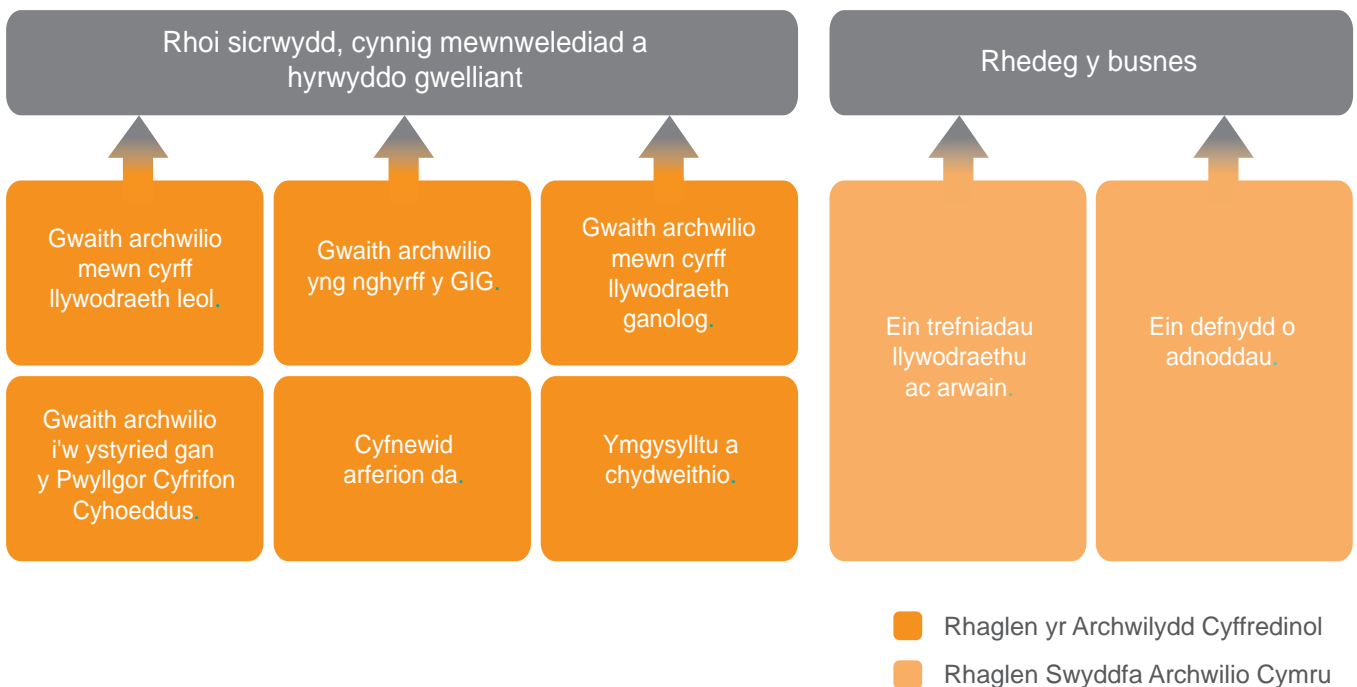 Rhoi sicrwydd, cynnig mewnwelediad a
hyrwyddo gwelliant
Rhedeg y busnes
Gwaith archwilio
mewn cyrff
llywodraeth leol.
Gwaith archwilio
yng nghyrff y GIG.
Gwaith archwilio
mewn cyrff
llywodraeth
ganolog.
Gwaith archwilio
i'w ystyried gan
y Pwyllgor Cyfrifon
Cyhoeddus.
Cyfnewid
arferion da.
Ymgysylltu a
chydweithio.
Ein trefniadau
llywodraethu
ac arwain.
Ein defnydd o
adnoddau.
Rhaglen yr Archwilydd Cyffredinol
Rhaglen Swyddfa Archwilio Cymru